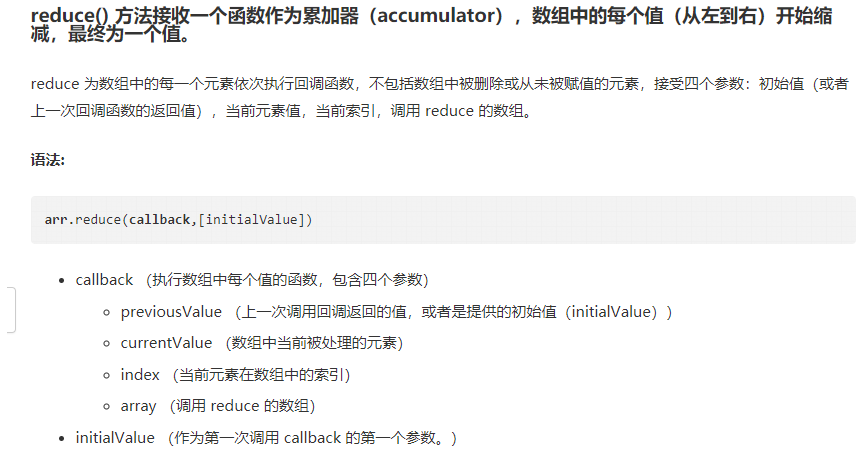 reduce() 方法接收一个函数作为累加器（accumulator），数组中的每个值（从左到右）开始缩
减，最终为一个值。
reduce 为数组中的每一个元素依次执行回调函数，不包括数组中被删除或从未被赋值的元素，接受四个参数：初始值（或者
上一次回调函数的返回值），当前元素值，当前索引，调用 reduce 的数组。
语法:
arr.reduce(callback,[initialValue])
callback （执行数组中每个值的函数，包含四个参数）
previousValue （上一次调用回调返回的值，或者是提供的初始值（initialValue））
currentValue （数组中当前被处理的元素）
index （当前元素在数组中的索引）
array （调用 reduce 的数组）
initialValue （作为第一次调用 callback 的第一个参数。）